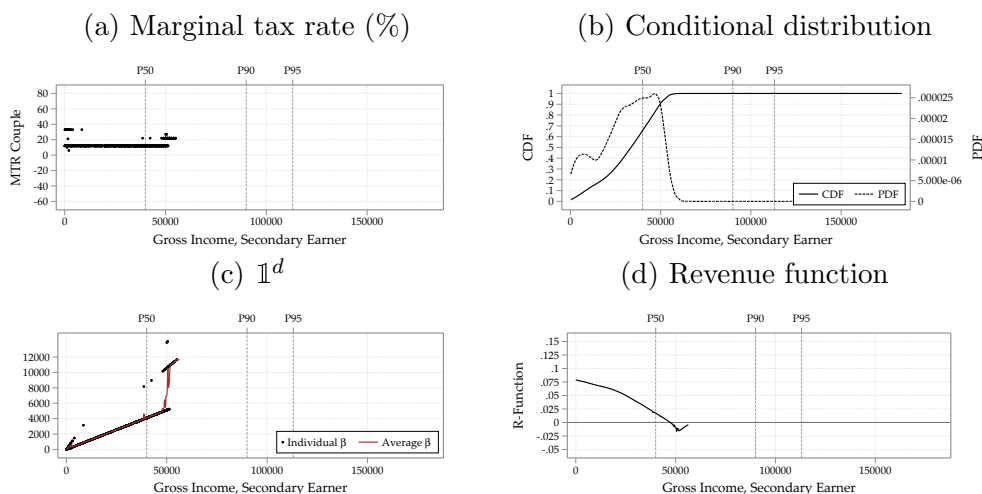 (a) Marginal tax rate (%)
P50 P90 P95
80
60
40
20
0
-20
-40
-60
MTR Couple
0 50000 100000 150000
Gross Income, Secondary Earner
(b) Conditional distribution
P50 P90 P95
1
.9
.8
.7
.6
.5
.4
.3
.2
.1
0
CDF
.000025
.00002
.000015
.00001
5.000e-06
0
PDF
CDF PDF
0 50000 100000 150000
Gross Income, Secondary Earner
(c) 𝟙^d
P50 P90 P95
12000
10000
8000
6000
4000
2000
0
Individual β Average β
0 50000 100000 150000
Gross Income, Secondary Earner
(d) Revenue function
P50 P90 P95
.15
.125
.1
.075
.05
.025
0
-.025
-.05
R-Function
0 50000 100000 150000
Gross Income, Secondary Earner